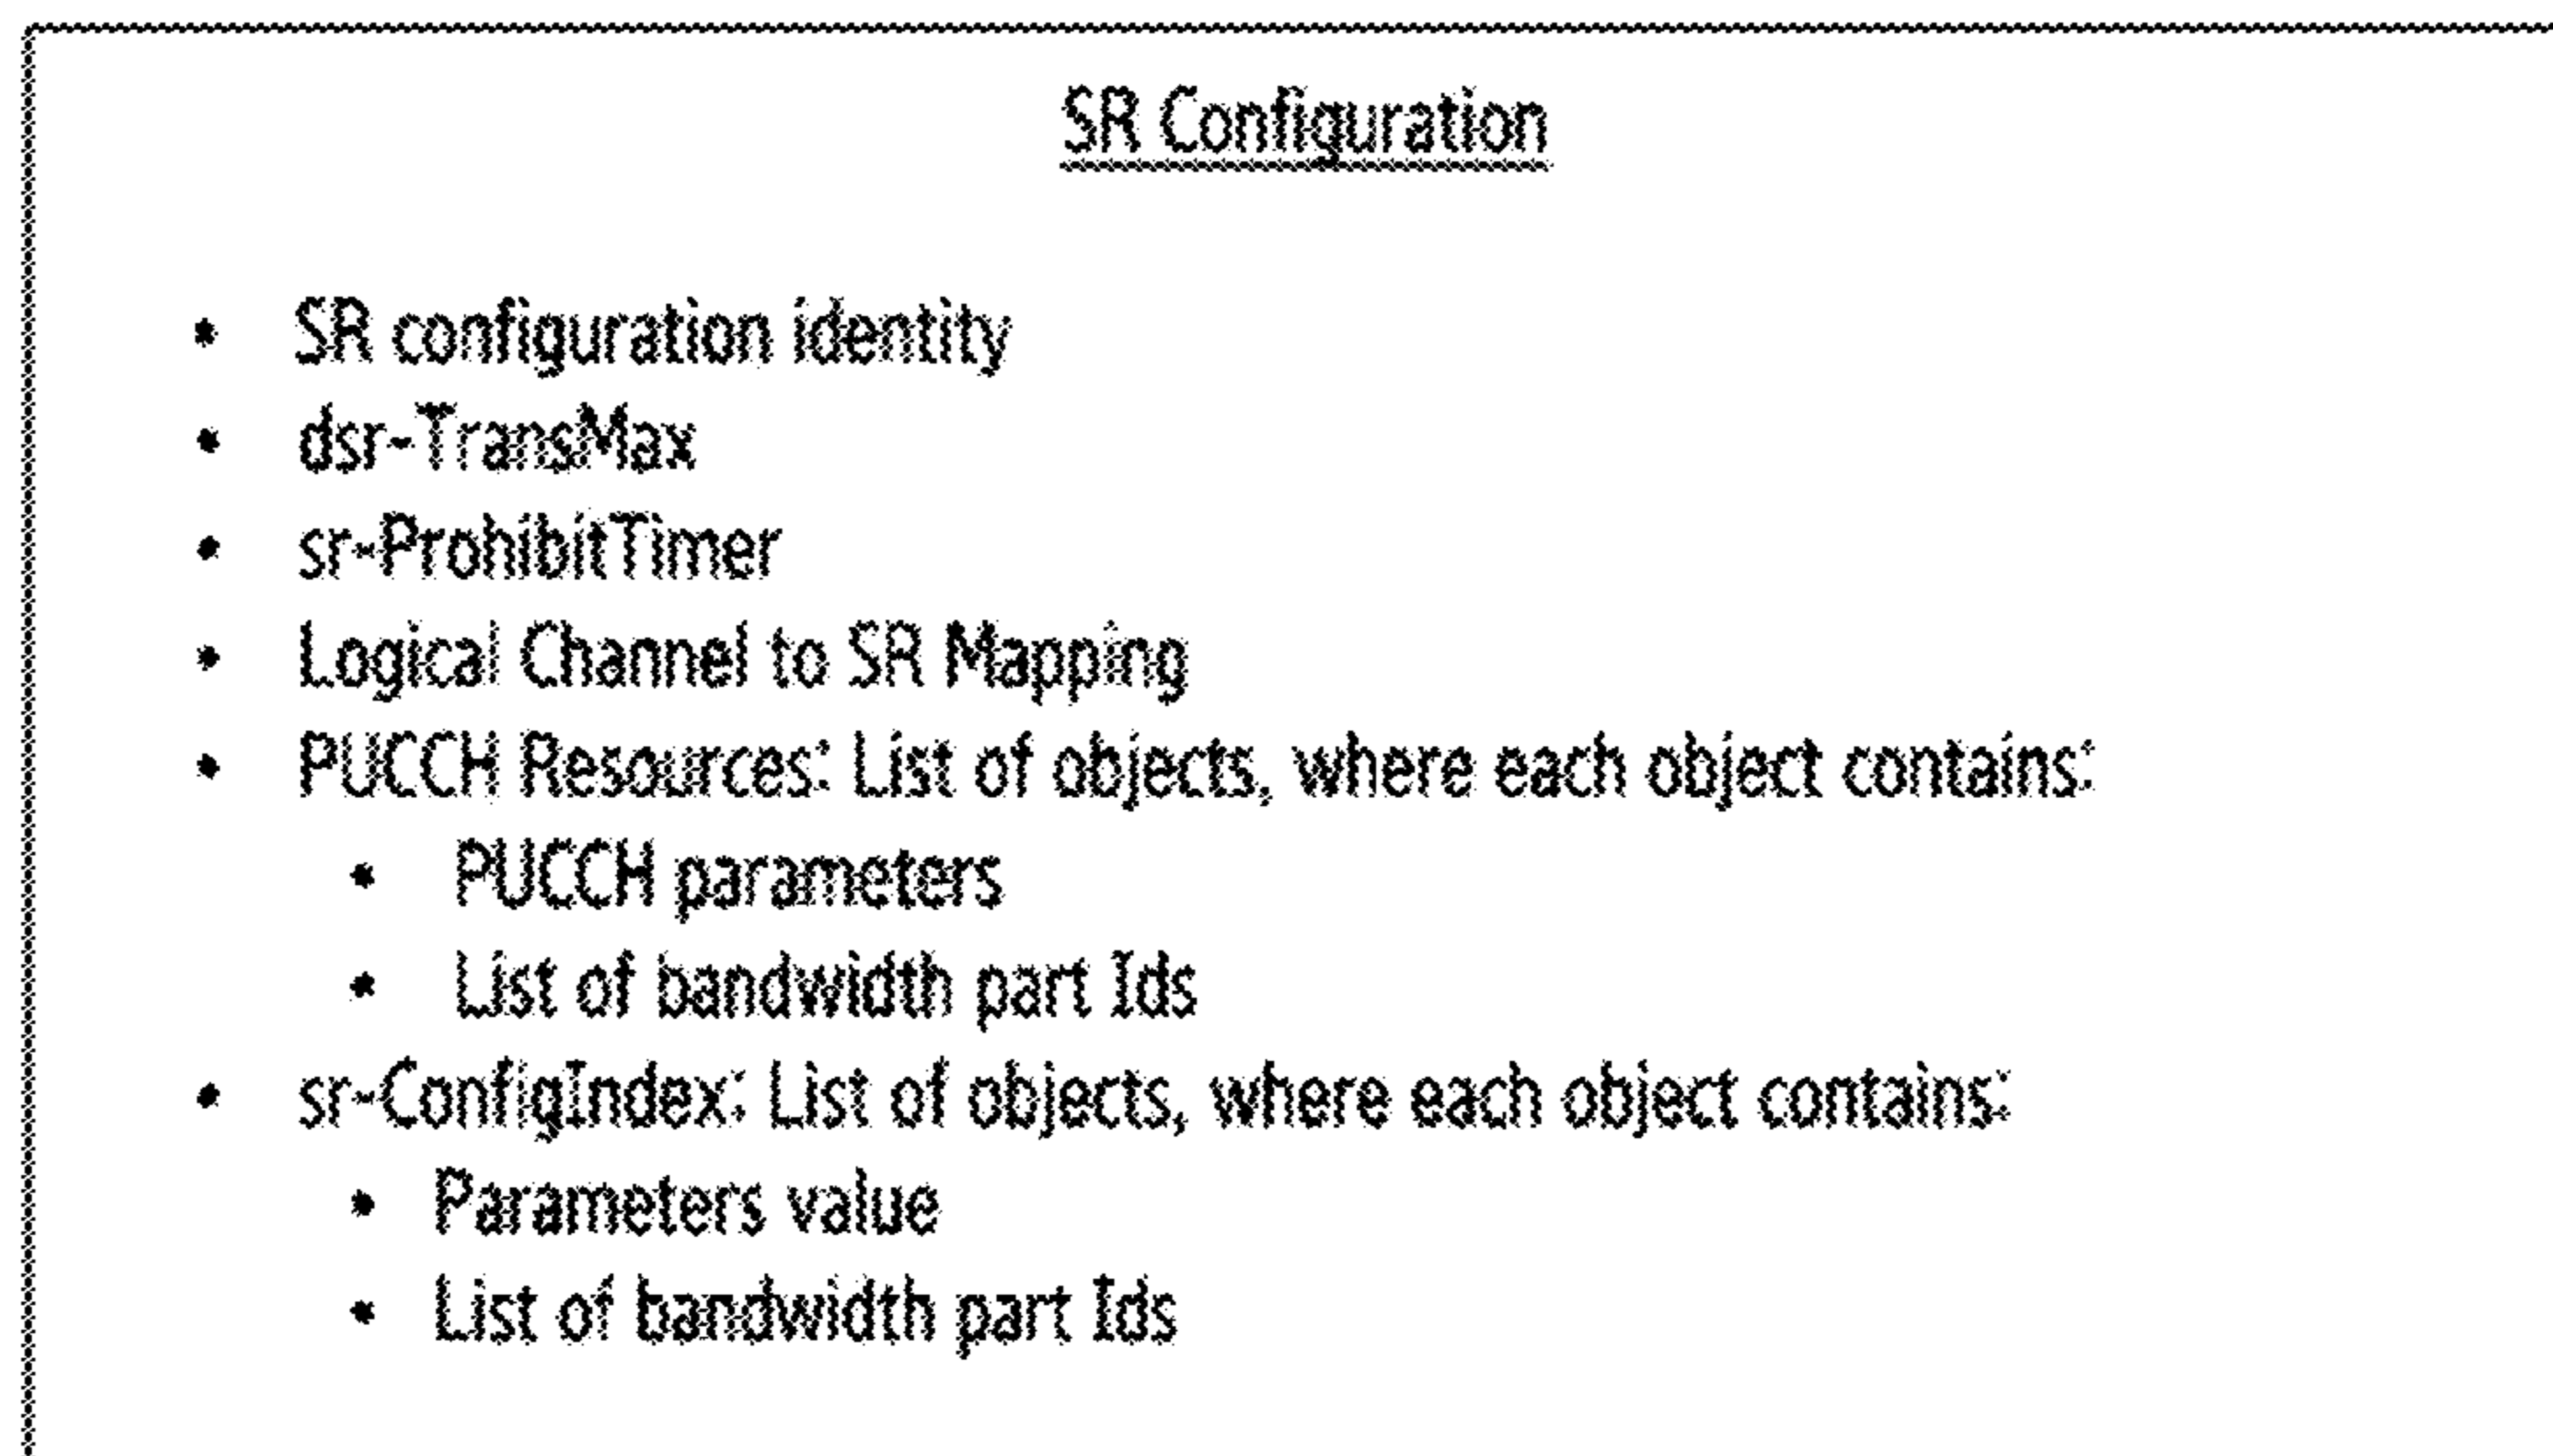 SR Configuration
• SR configuration identity
• dsr-TransMax
• sr-ProhibitTimer
• Logical Channel to SR Mapping
• PUCCH Resources: List of objects, where each object contains:
• PUCCH parameters
• List of bandwidth part Ids
• sr-ConfigIndex: List of objects, where each object contains:
• Parameters value
• List of bandwidth part Ids